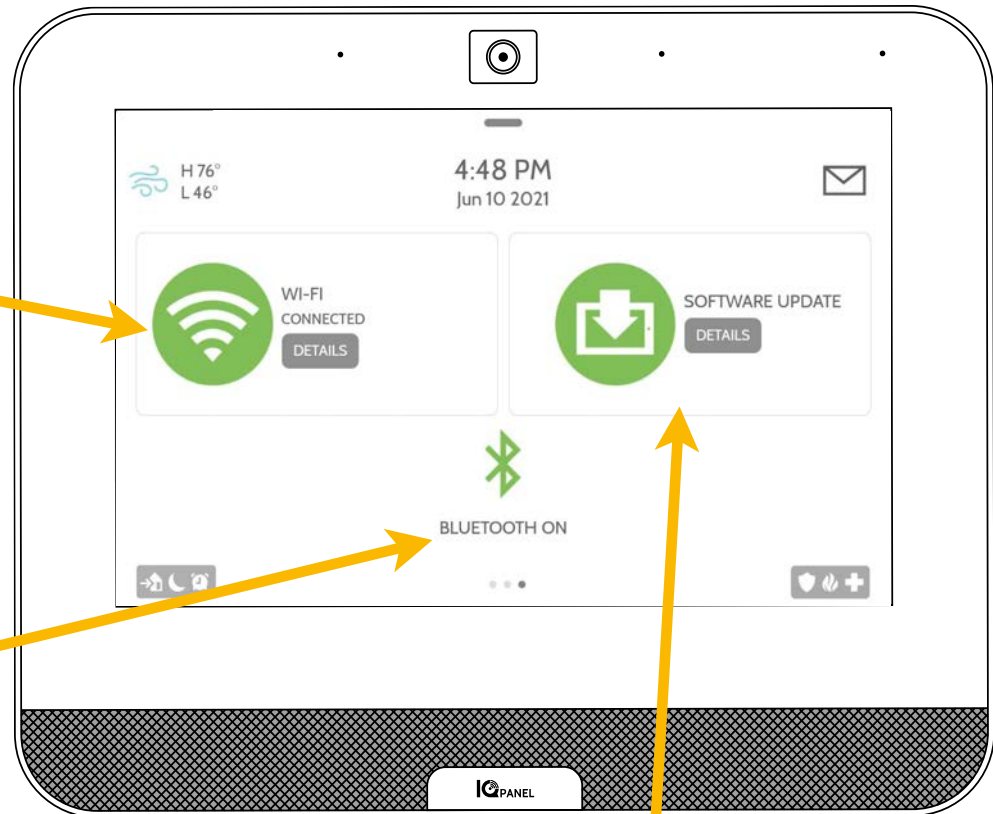 H 76°
L 46°
4:48 PM
Jun 10 2021
WI-FI
CONNECTED
DETAILS
SOFTWARE UPDATE
DETAILS
BLUETOOTH ON
IQ PANEL